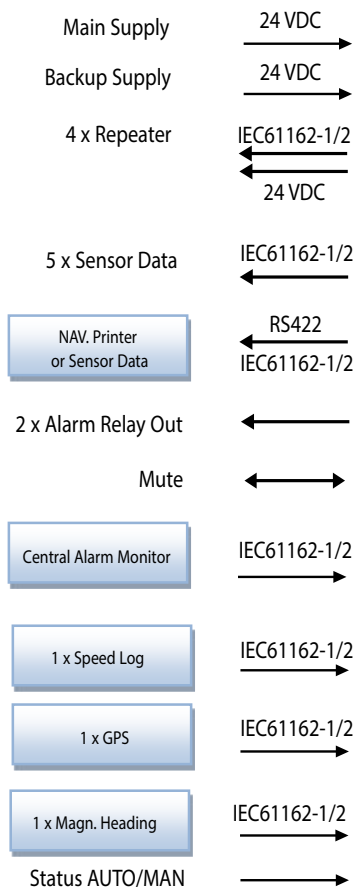 Main Supply
24 VDC
Backup Supply
24 VDC
4 x Repeater
IEC61162-1/2
24 VDC
5 x Sensor Data
IEC61162-1/2
NAV. Printer
or Sensor Data
RS422
IEC61162-1/2
2 x Alarm Relay Out
Mute
Central Alarm Monitor
IEC61162-1/2
1 x Speed Log
IEC61162-1/2
1 x GPS
IEC61162-1/2
1 x Magn. Heading
IEC61162-1/2
Status AUTO/MAN